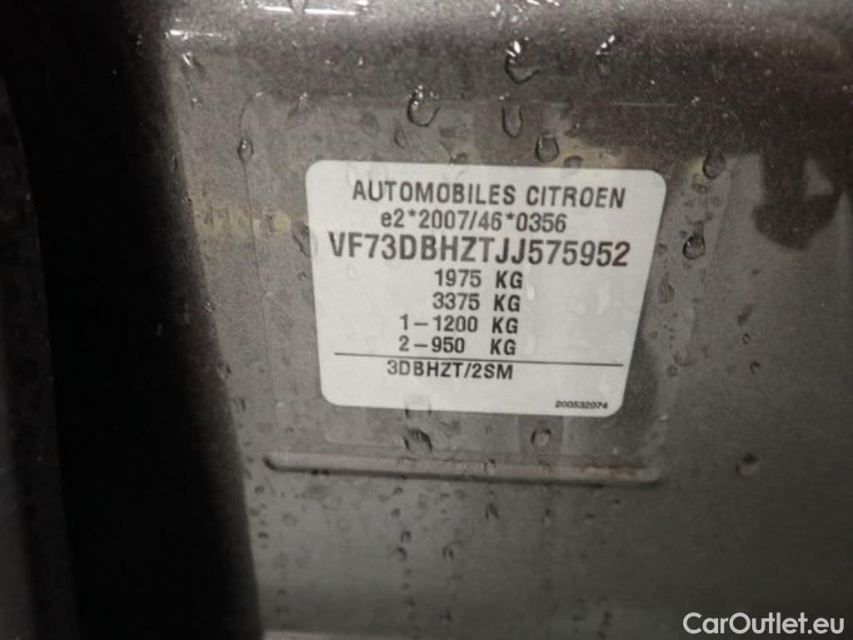 AUTOMOBILES CITROEN
e2*2007/46*0356
VF73DBHZTJJ575952
1975 KG
3375 KG
1-1200 KG
2-950 KG
3DBHZT/2SM
200532074
CarOutlet.eu